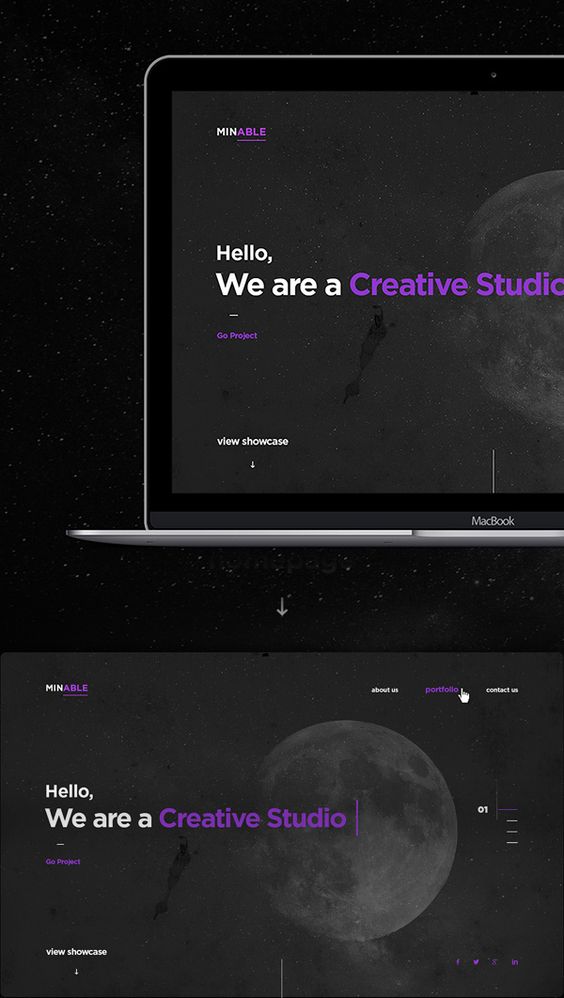 MINABLE
Hello,
We are a Creative Studio
Go Project
view showcase
MacBook
homepage
MINABLE
about us
portfolio
contact us
Hello,
We are a Creative Studio
01
Go Project
view showcase